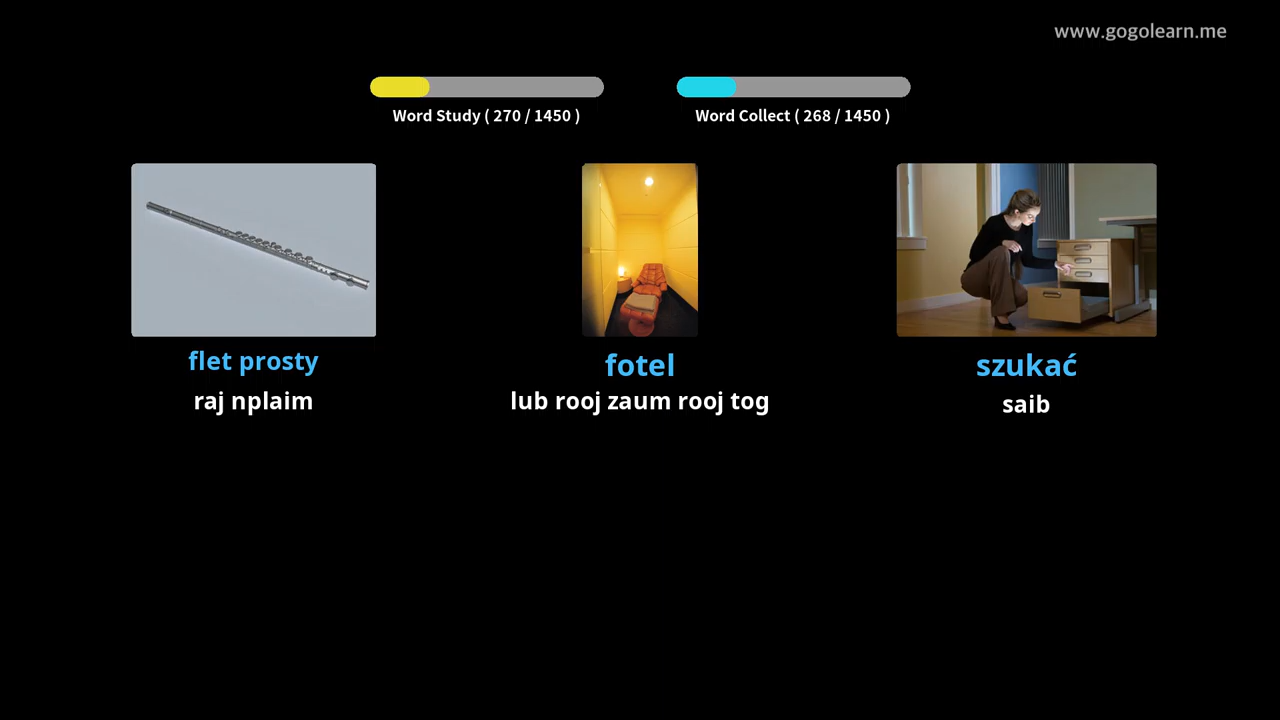 www.gogolearn.me
Word Study ( 270 / 1450 )
Word Collect ( 268 / 1450 )
flet prosty
raj nplaim
fotel
lub rooj zaum rooj tog
szukać
saib